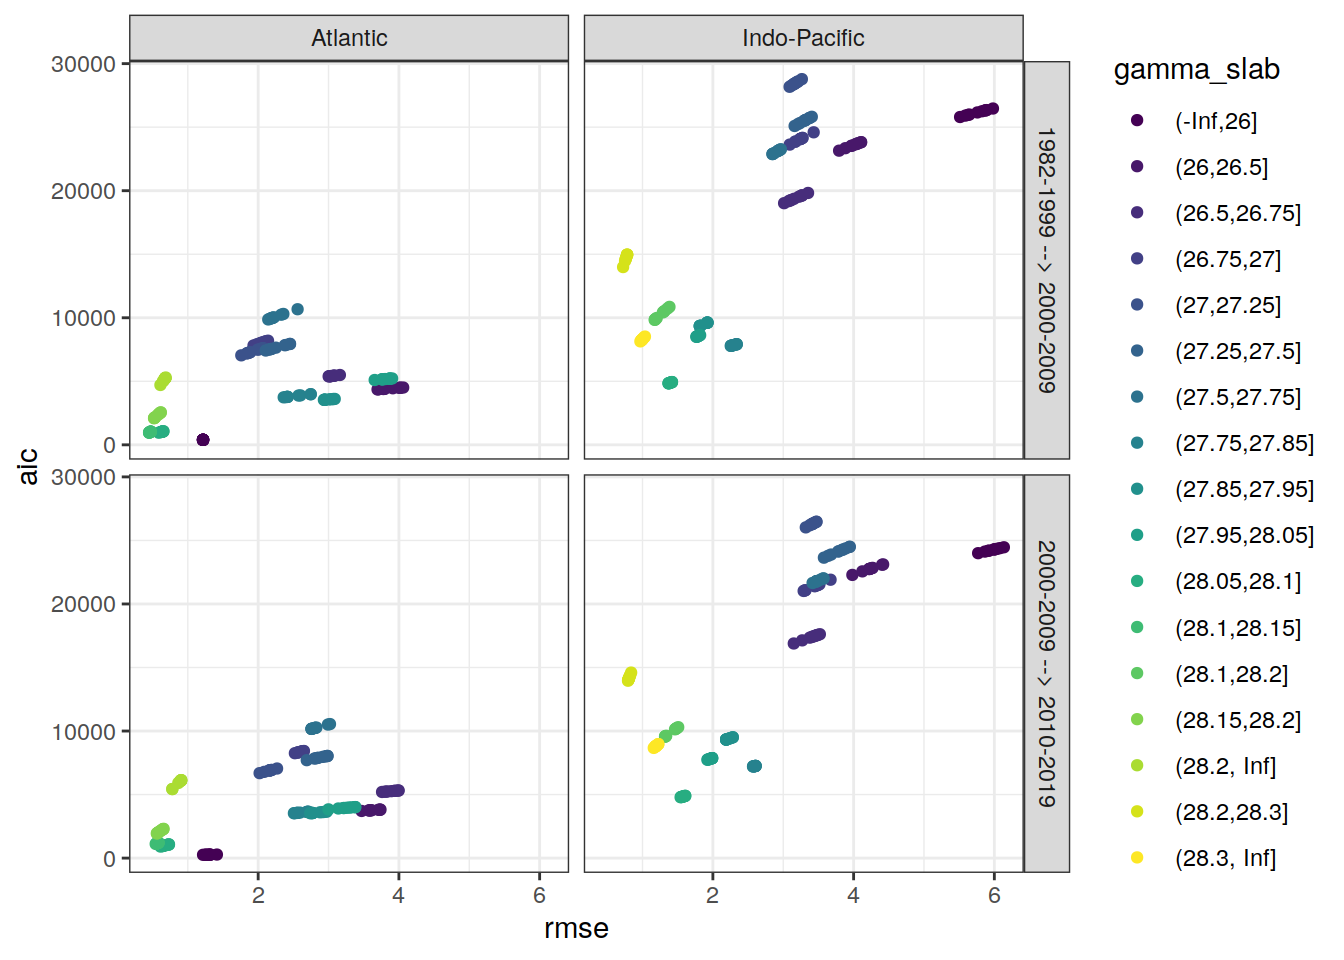 Atlantic
Indo-Pacific
30000
20000
10000
0
1982-1999 --> 2000-2009
30000
20000
10000
0
2000-2009 --> 2010-2019
aic
2
4
6
2
4
6
rmse
gamma_slab
(-Inf,26]
(26,26.5]
(26.5,26.75]
(26.75,27]
(27,27.25]
(27.25,27.5]
(27.5,27.75]
(27.75,27.85]
(27.85,27.95]
(27.95,28.05]
(28.05,28.1]
(28.1,28.15]
(28.1,28.2]
(28.15,28.2]
(28.2, Inf]
(28.2,28.3]
(28.3, Inf]